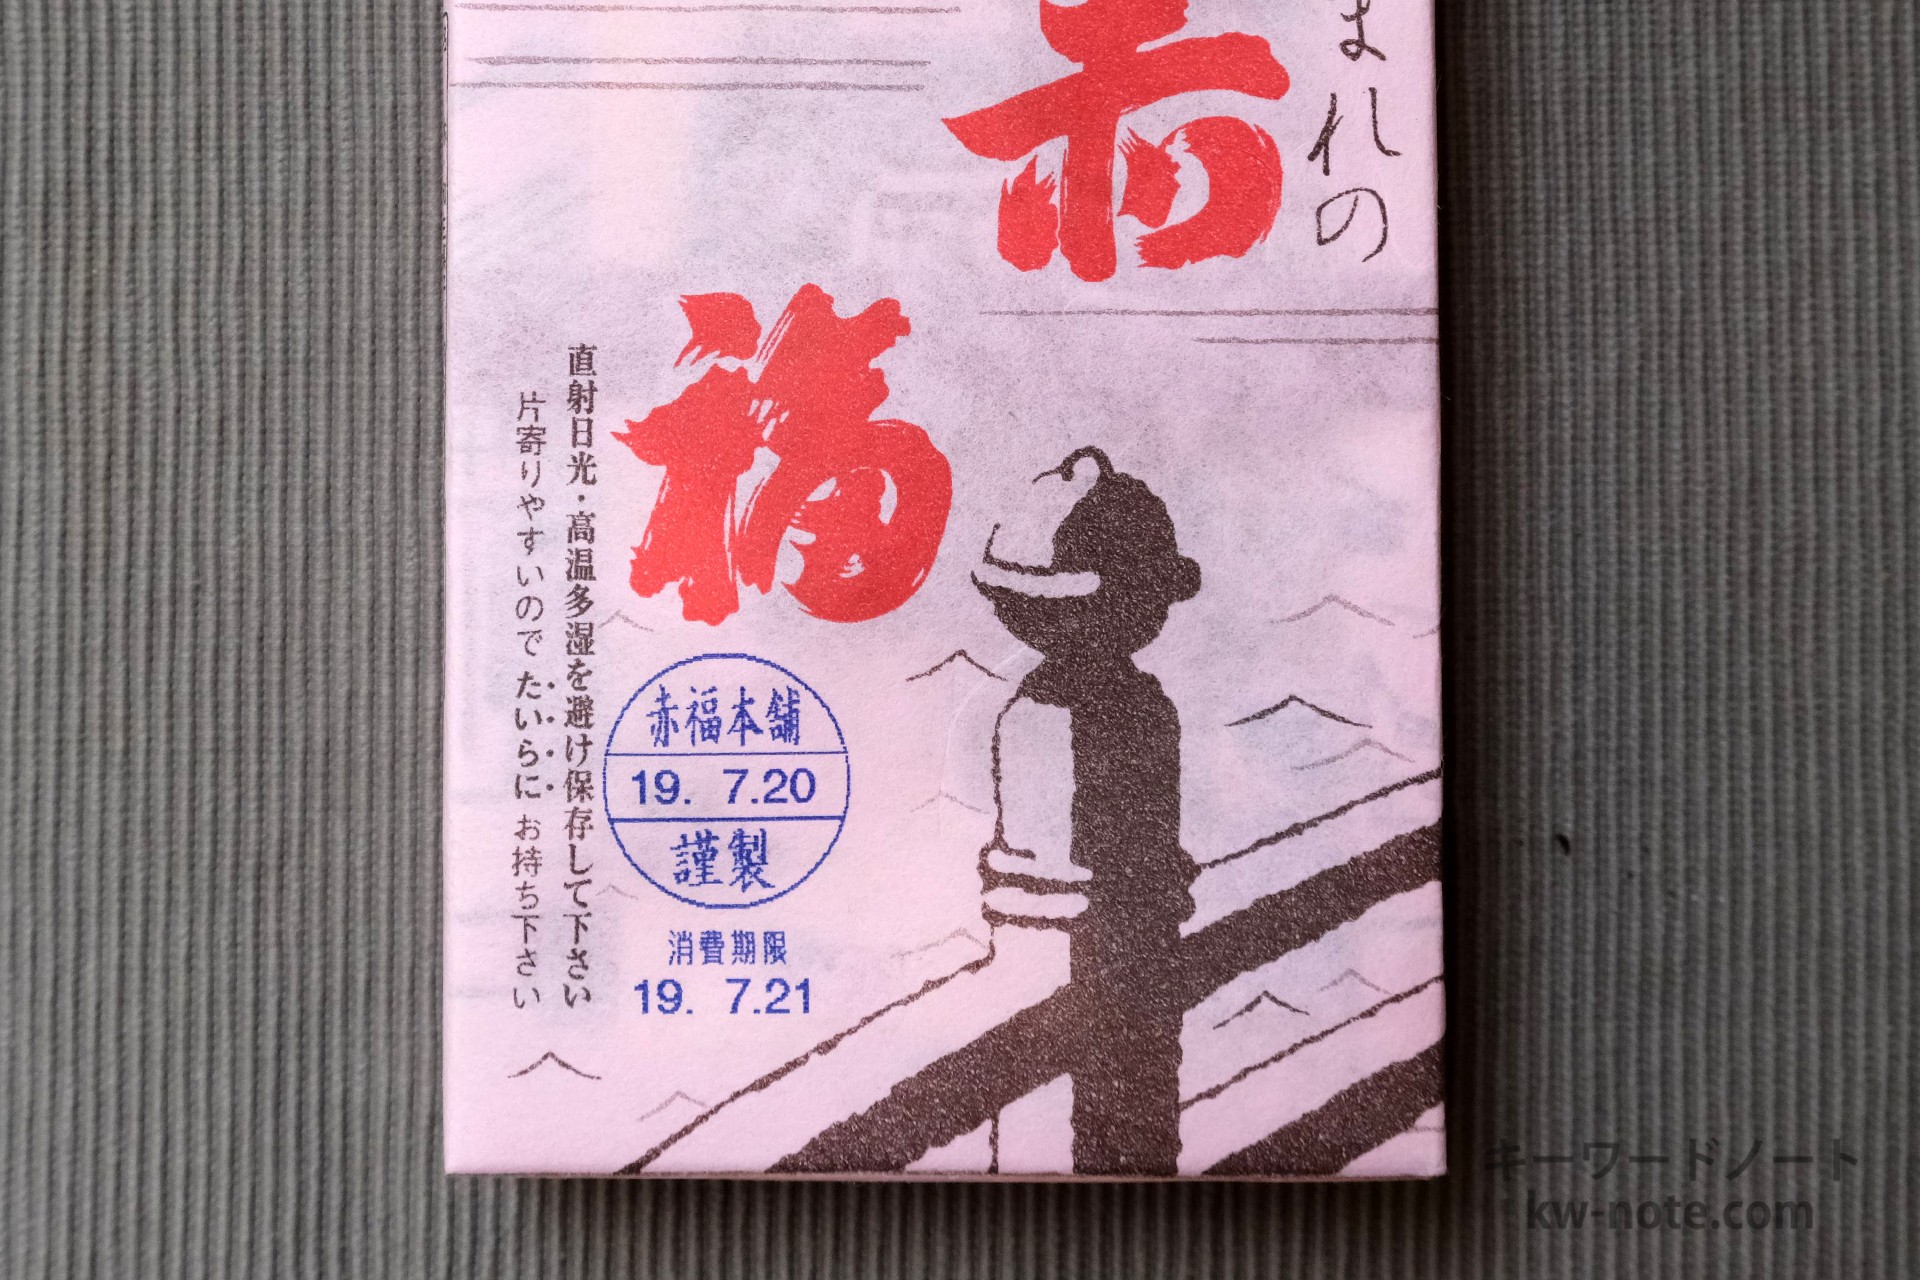 まれの
赤福
直射日光・高温多湿を避け保存して下さい
片寄りやすいのでたいらにお持ち下さい
赤福本舗
19. 7.20
謹製
消費期限
19. 7.21
キーワードノート
kw-note.com